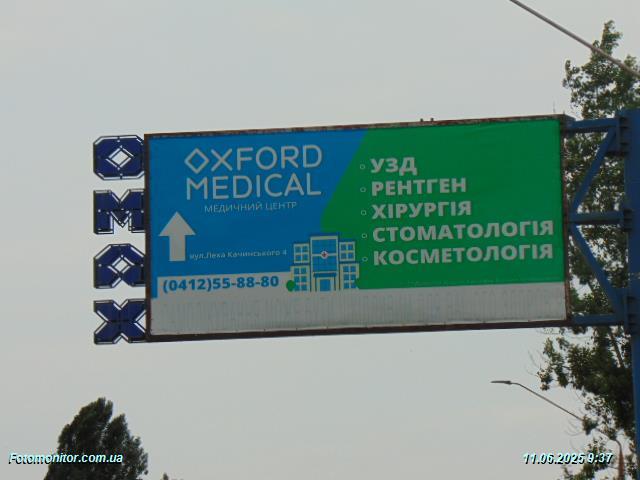 ОМАХ
OXFORD
MEDICAL
МЕДИЧНИЙ ЦЕНТР
вул.Леха Качинського 4
(0412)55-88-80
УЗД
РЕНТГЕН
ХІРУРГІЯ
СТОМАТОЛОГІЯ
КОСМЕТОЛОГІЯ
Fotomonitor.com.ua
11.06.2025 9:37